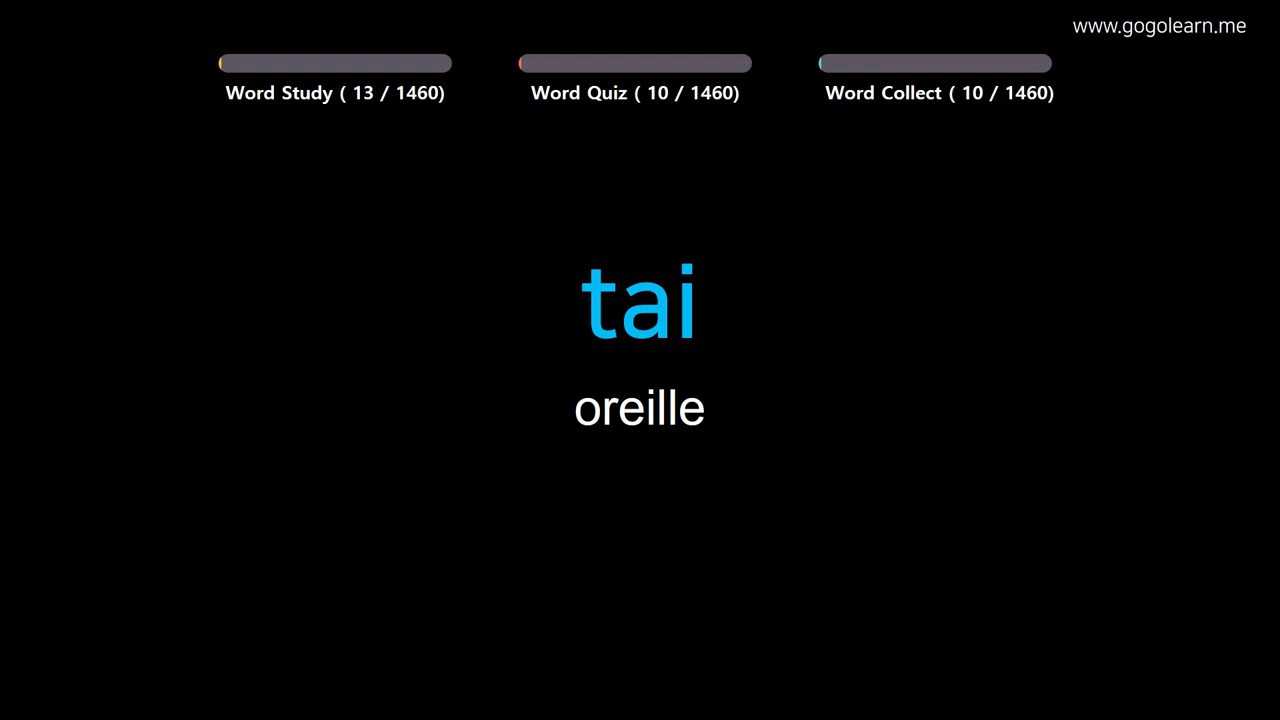 www.gogolearn.me
Word Study ( 13 / 1460)
Word Quiz ( 10 / 1460)
Word Collect ( 10 / 1460)
tai
oreille